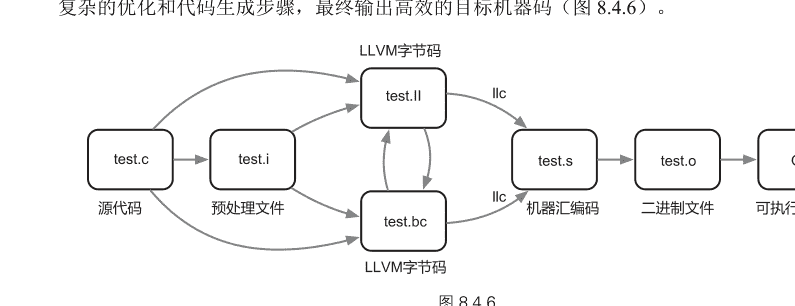 复杂的优化和代码生成步骤，最终输出高效的目标机器码（图 8.4.6）。
LLVM字节码
test.ll
llc
test.c
test.i
test.s
test.o
源代码
预处理文件
llc
机器汇编码
二进制文件
可执行
test.bc
LLVM字节码
图 8.4.6